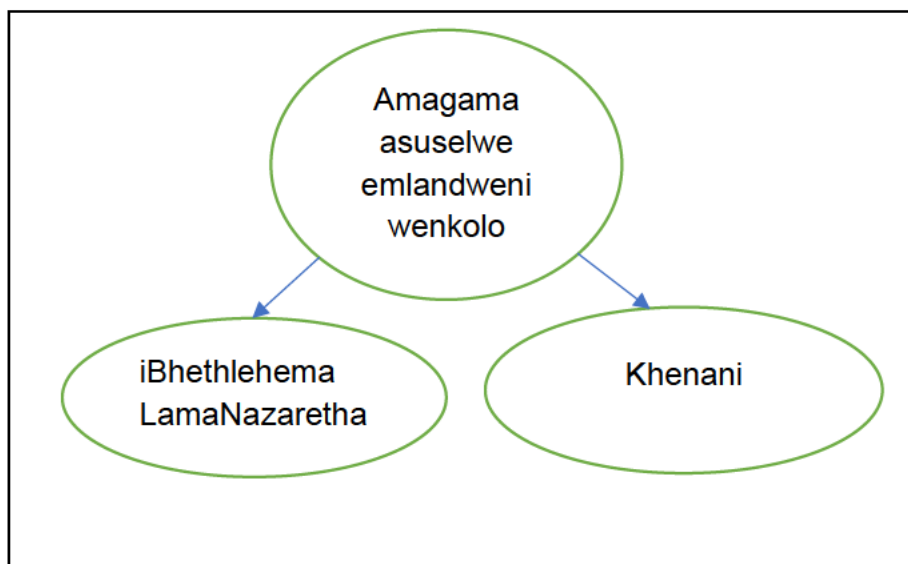 Amagama
asuselwe
emlandweni
wenkolo
iBhethlehema
LamaNazaretha
Khenani